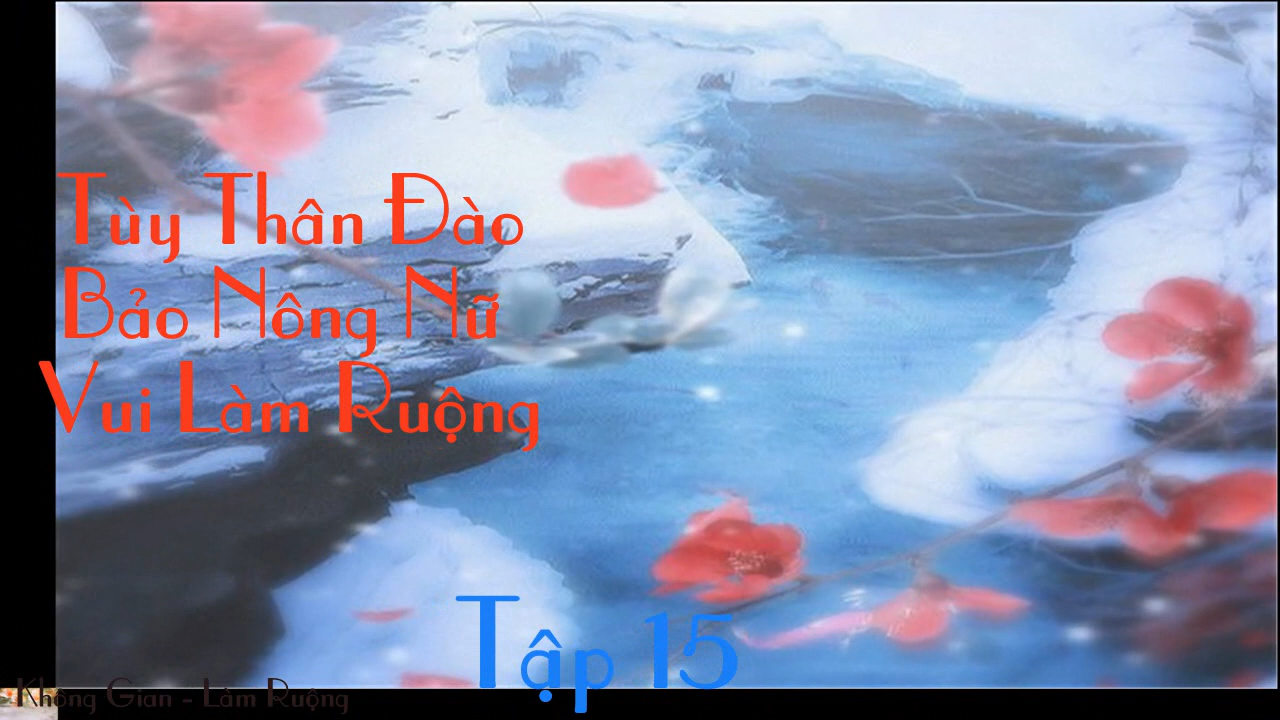 Tùy Thân Đào
Bảo Nông Nữ
Vui Làm Ruộng
Tập 15
Không Gian - Làm Ruộng